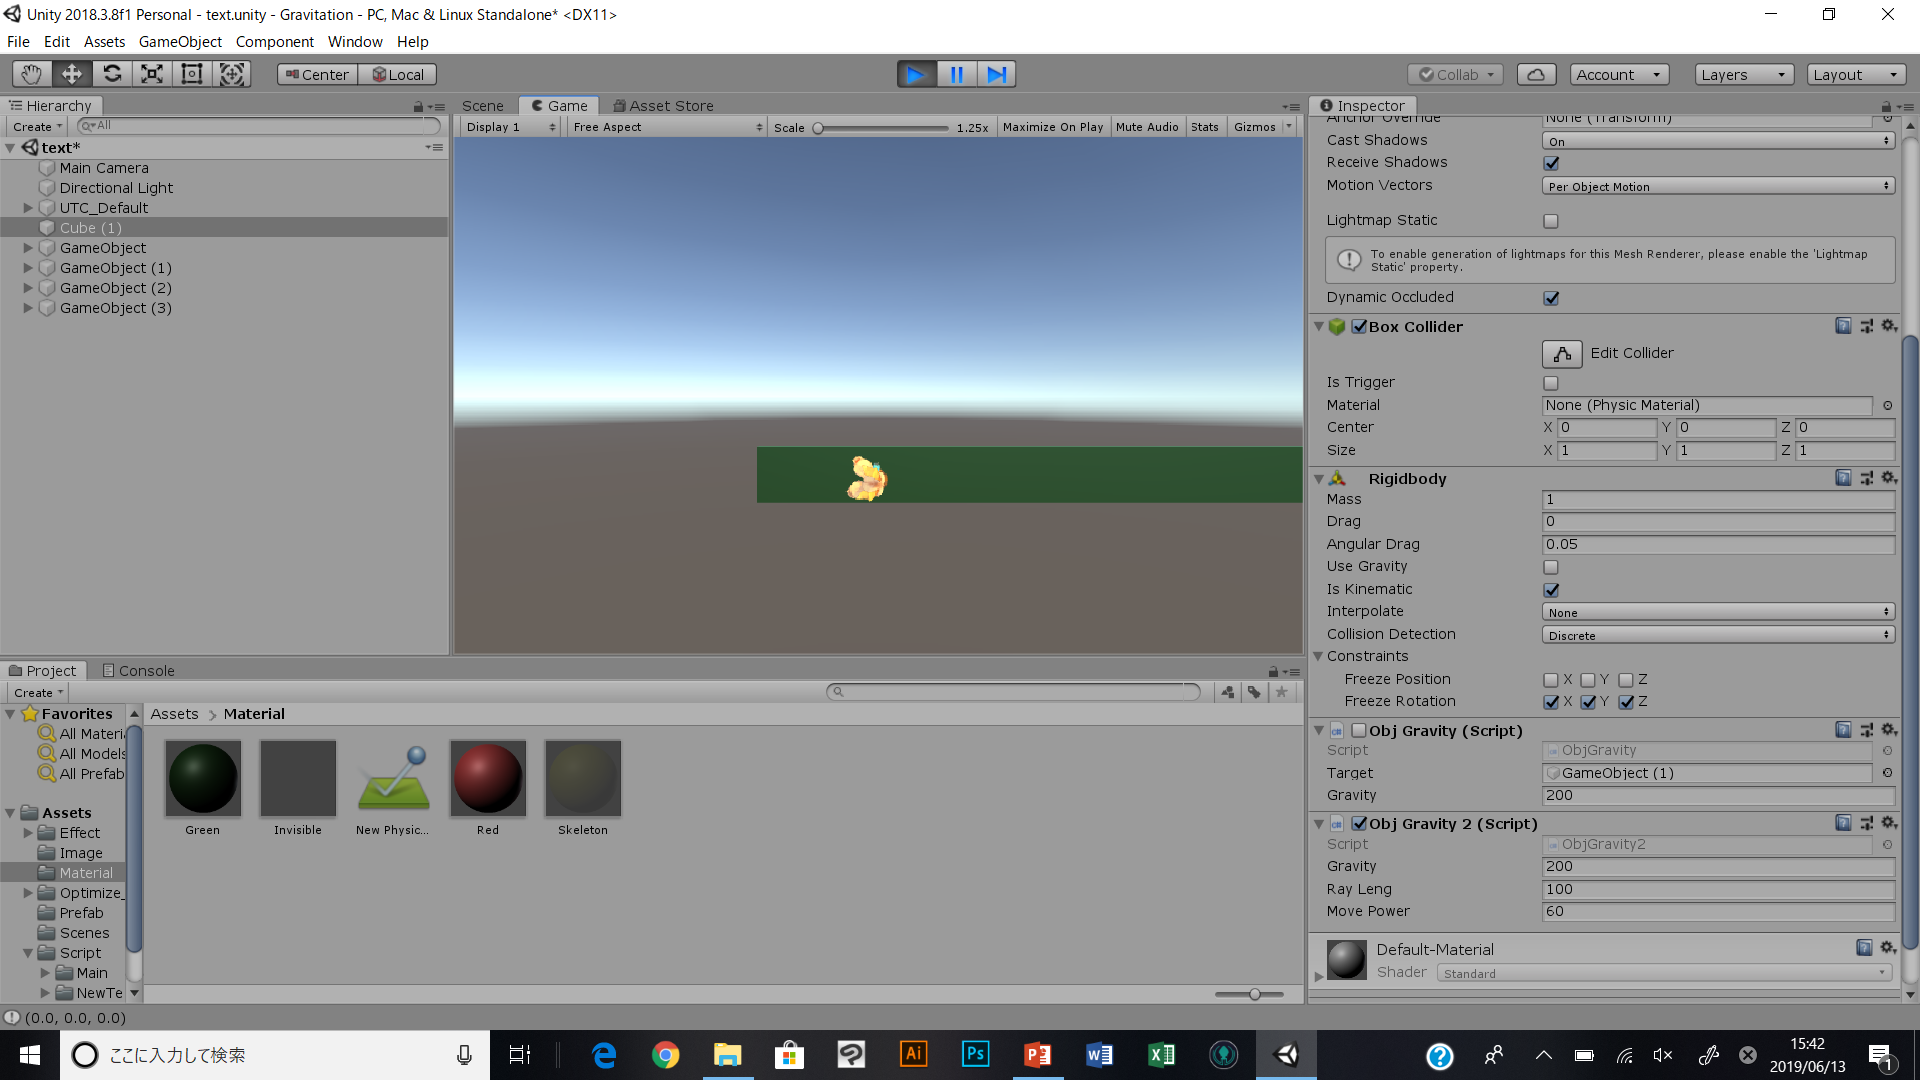 Unity 2018.3.8f1 Personal - text.unity - Gravitation - PC, Mac & Linux Standalone* <DX11>
File Edit Assets GameObject Component Window Help
Center Local Collab Account Layers Layout
Hierarchy
Create All
text*
Main Camera
Directional Light
UTC_Default
Cube (1)
GameObject
GameObject (1)
GameObject (2)
GameObject (3)
Scene Game Asset Store
Display 1 Free Aspect Scale 1.25x Maximize On Play Mute Audio Stats Gizmos
Inspector
Anchor Override None (Transform)
Cast Shadows On
Receive Shadows
Motion Vectors Per Object Motion
Lightmap Static
To enable generation of lightmaps for this Mesh Renderer, please enable the 'Lightmap
Static' property.
Dynamic Occluded
Box Collider
Edit Collider
Is Trigger
Material None (Physic Material)
Center X 0 Y 0 Z 0
Size X 1 Y 1 Z 1
Rigidbody
Mass 1
Drag 0
Angular Drag 0.05
Use Gravity
Is Kinematic
Interpolate None
Collision Detection Discrete
Constraints
Freeze Position X Y Z
Freeze Rotation X Y Z
Obj Gravity (Script)
Script ObjGravity
Target GameObject (1)
Gravity 200
Obj Gravity 2 (Script)
Script ObjGravity2
Gravity 200
Ray Leng 100
Move Power 60
Default-Material
Shader Standard
Project Console
Create
Favorites
All Materi
All Models
All Prefab
Assets
Effect
Image
Material
Optimize_
Prefab
Scenes
Script
Main
NewTe
Assets > Material
Green Invisible New Physic... Red Skeleton
(0.0, 0.0, 0.0)
ここに入力して検索
Ai Ps
15:42
2019/06/13
1